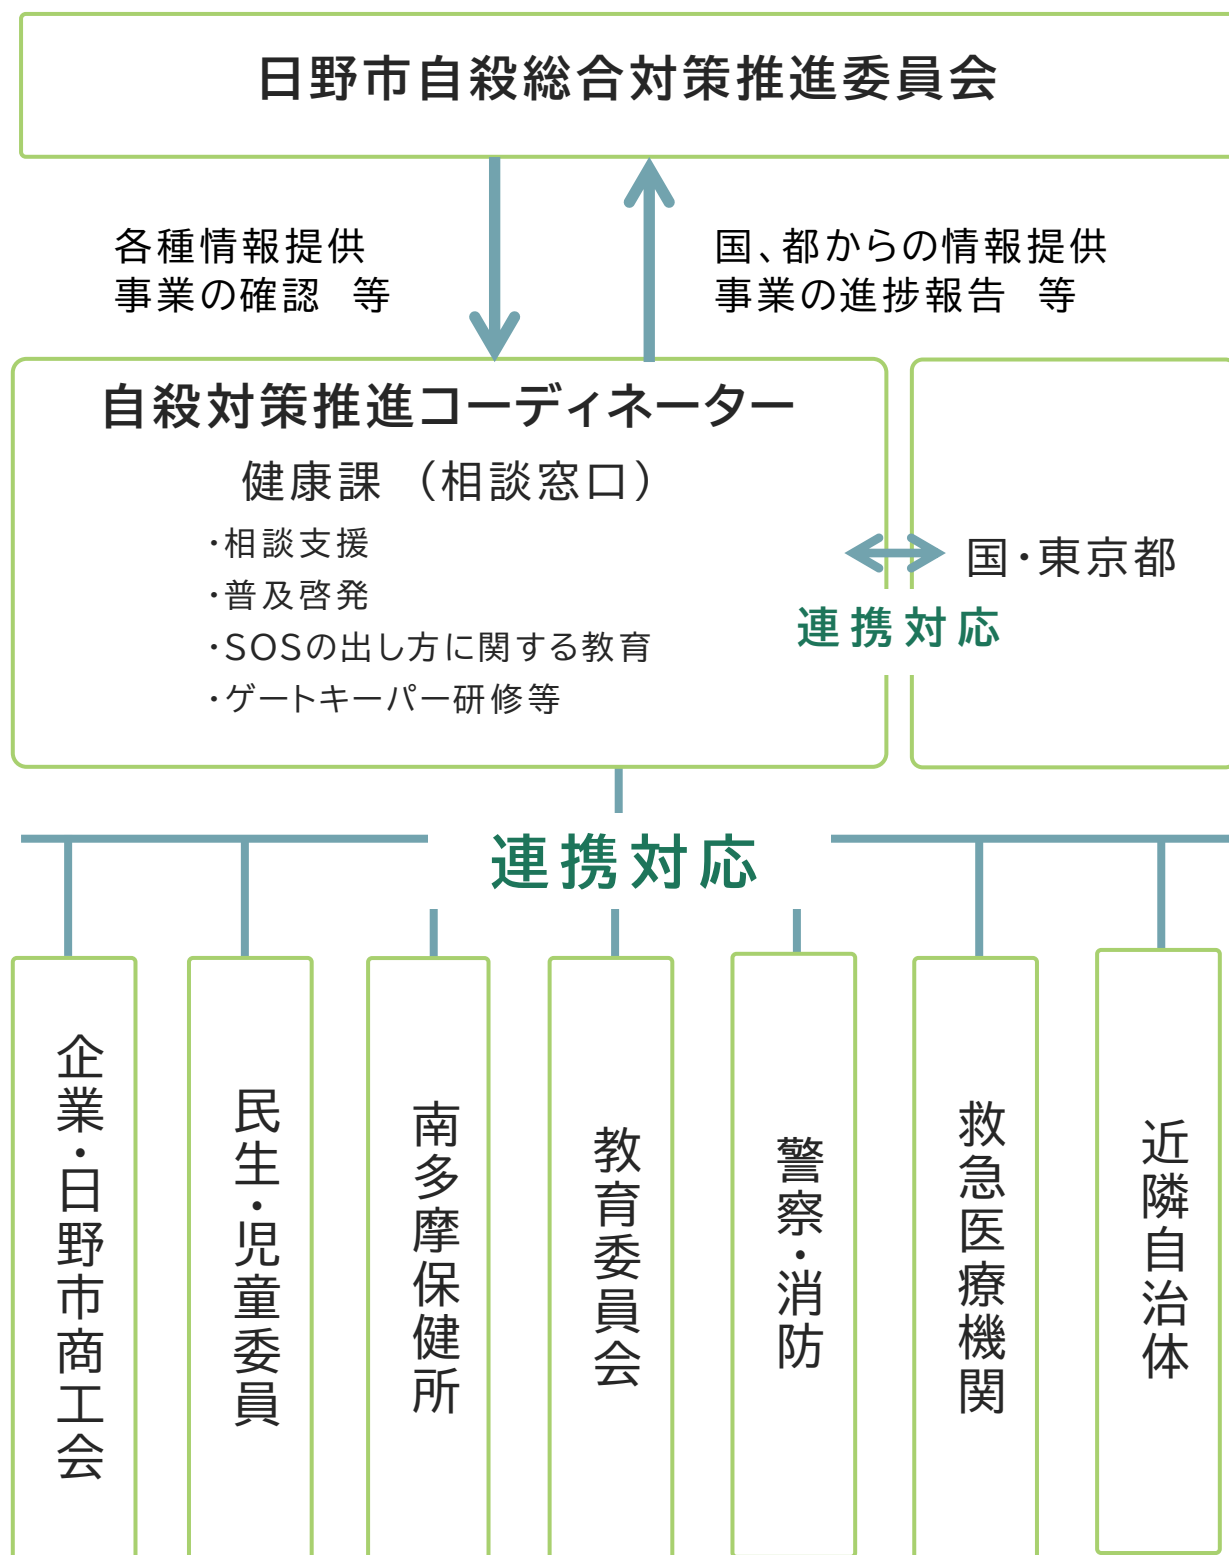 日野市自殺総合対策推進委員会
各種情報提供
事業の確認　等
国、都からの情報提供
事業の進捗報告　等
自殺対策推進コーディネーター
健康課　（相談窓口）
・相談支援
・普及啓発
・SOSの出し方に関する教育
・ゲートキーパー研修等
国・東京都
連携対応
連携対応
企業・日野市商工会
民生・児童委員
南多摩保健所
教育委員会
警察・消防
救急医療機関
近隣自治体